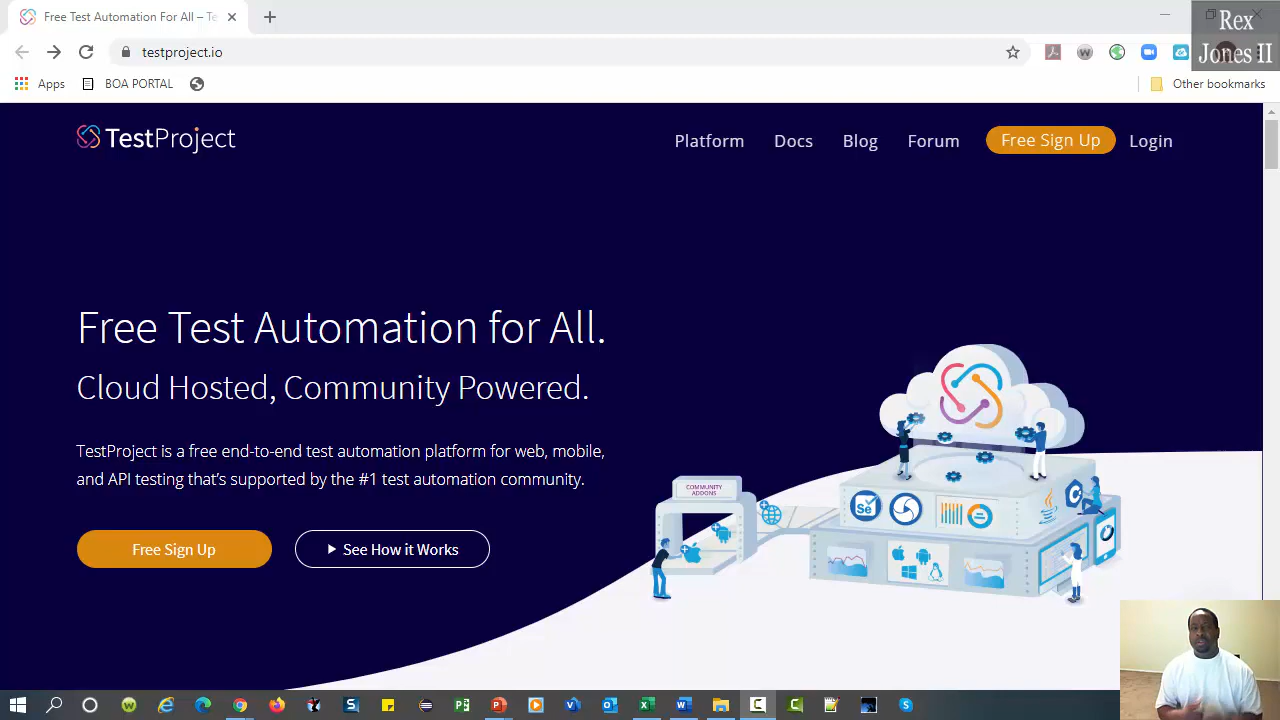 Free Test Automation For All – Te
Rex
Jones II
testproject.io
Apps
BOA PORTAL
Other bookmarks
TestProject
Platform
Docs
Blog
Forum
Free Sign Up
Login
Free Test Automation for All.
Cloud Hosted, Community Powered.
TestProject is a free end-to-end test automation platform for web, mobile,
and API testing that's supported by the #1 test automation community.
COMMUNITY
ADDONS
Se
Free Sign Up
See How it Works